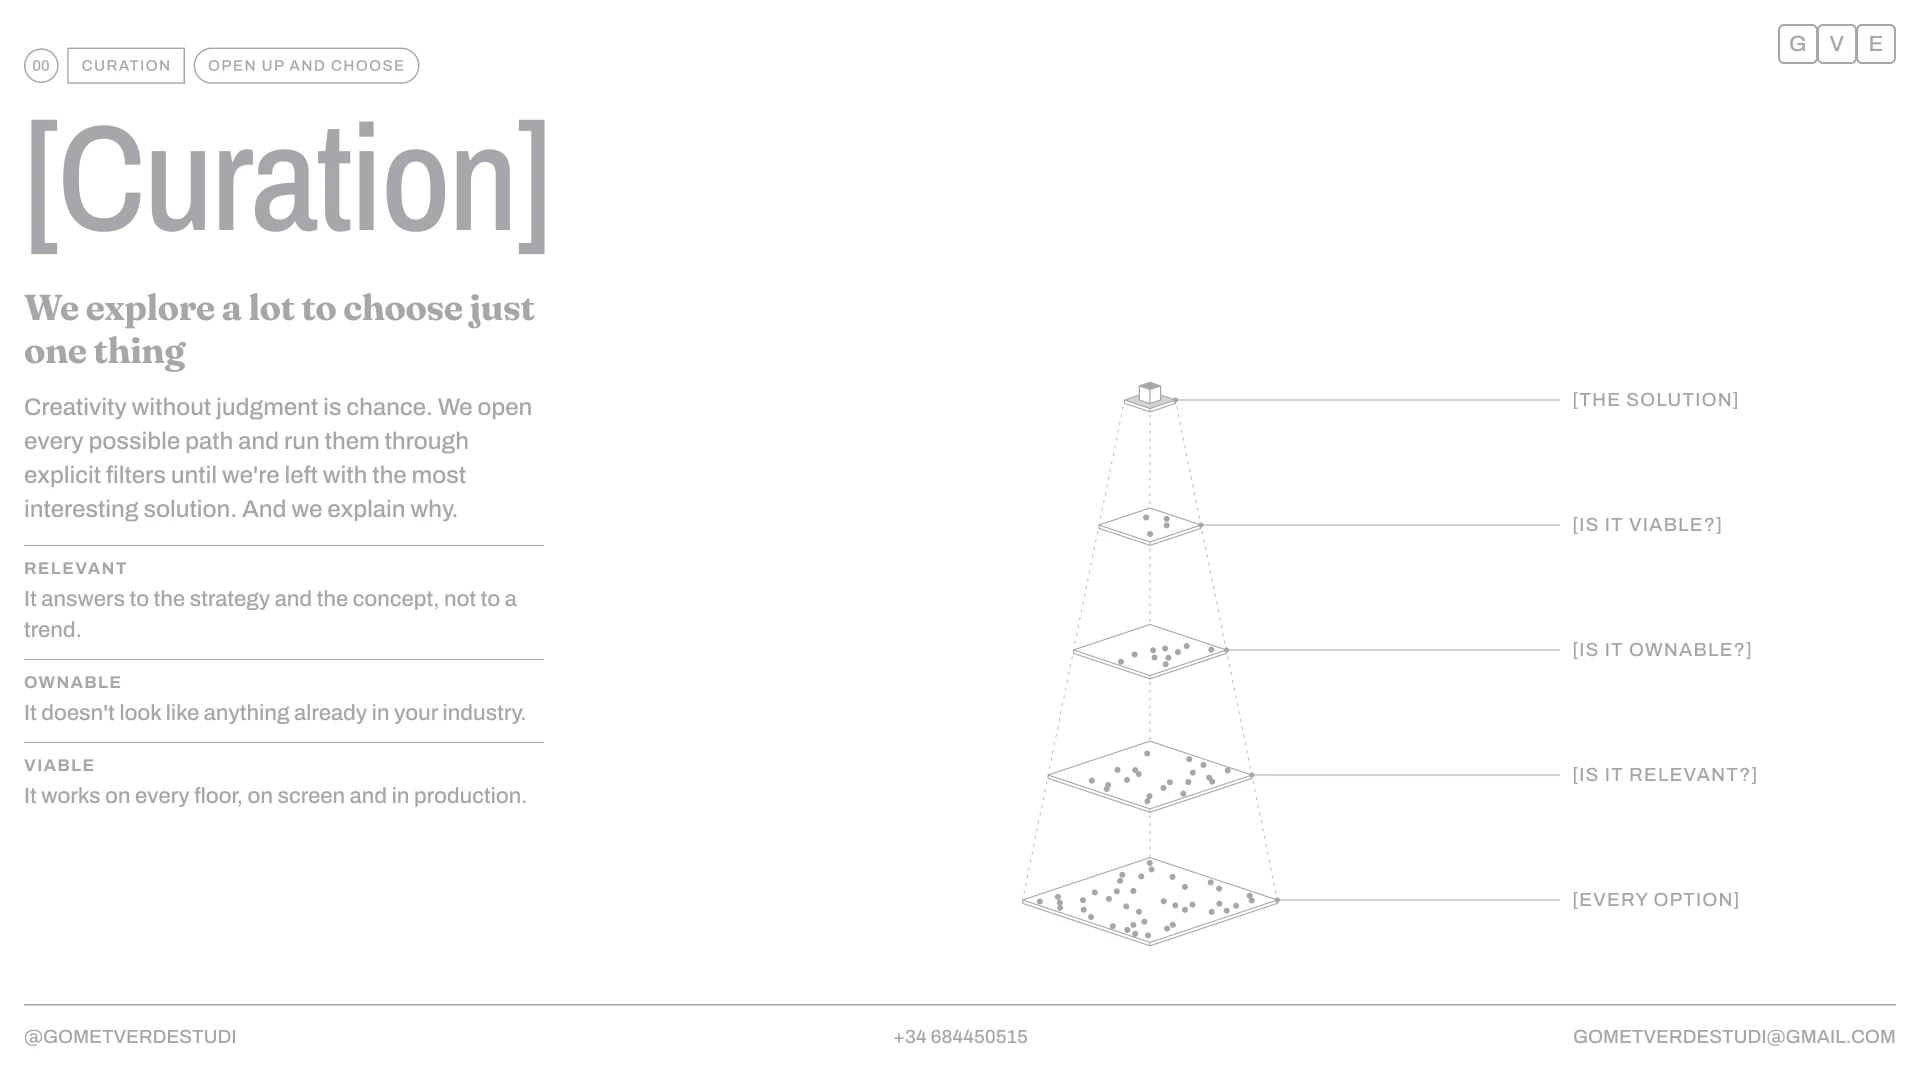 00 CURATION OPEN UP AND CHOOSE
G V E
[Curation]
We explore a lot to choose just
one thing
Creativity without judgment is chance. We open
every possible path and run them through
explicit filters until we're left with the most
interesting solution. And we explain why.
RELEVANT
It answers to the strategy and the concept, not to a
trend.
OWNABLE
It doesn't look like anything already in your industry.
VIABLE
It works on every floor, on screen and in production.
[THE SOLUTION]
[IS IT VIABLE?]
[IS IT OWNABLE?]
[IS IT RELEVANT?]
[EVERY OPTION]
@GOMETVERDESTUDI
+34 684450515
GOMETVERDESTUDI@GMAIL.COM